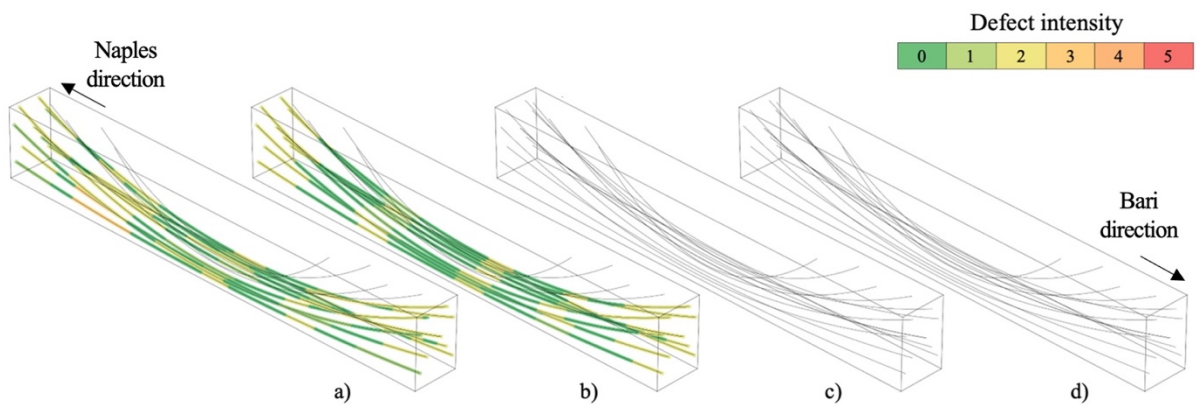 Defect intensity
0 1 2 3 4 5
Naples
direction
Bari
direction
a) b) c) d)